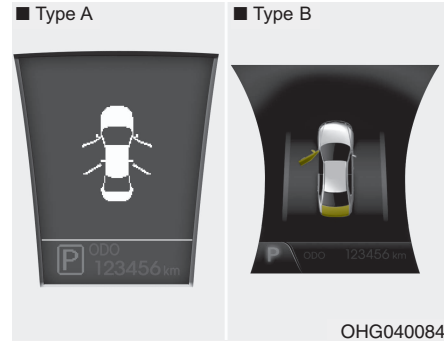 ■ Type A
■ Type B
P
ODO
123456 km
P ODO 123456 km
OHG040084